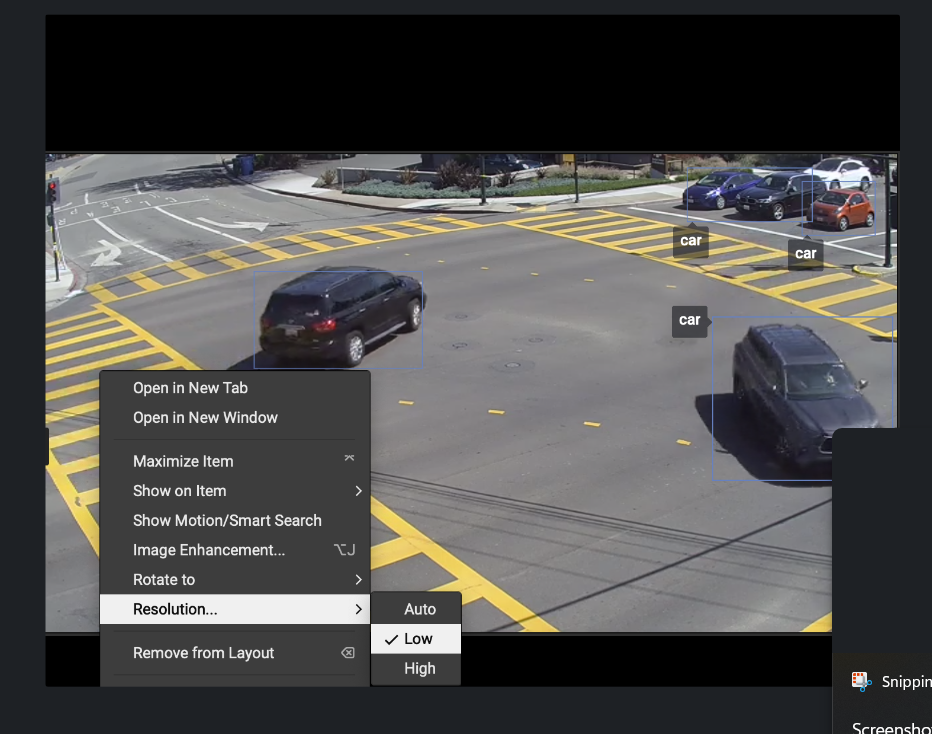 car
car
car
Open in New Tab
Open in New Window
Maximize Item
Show on Item
Show Motion/Smart Search
Image Enhancement... ⌥J
Rotate to
Resolution...
Auto
Low
High
Remove from Layout
Snippin
Screensho